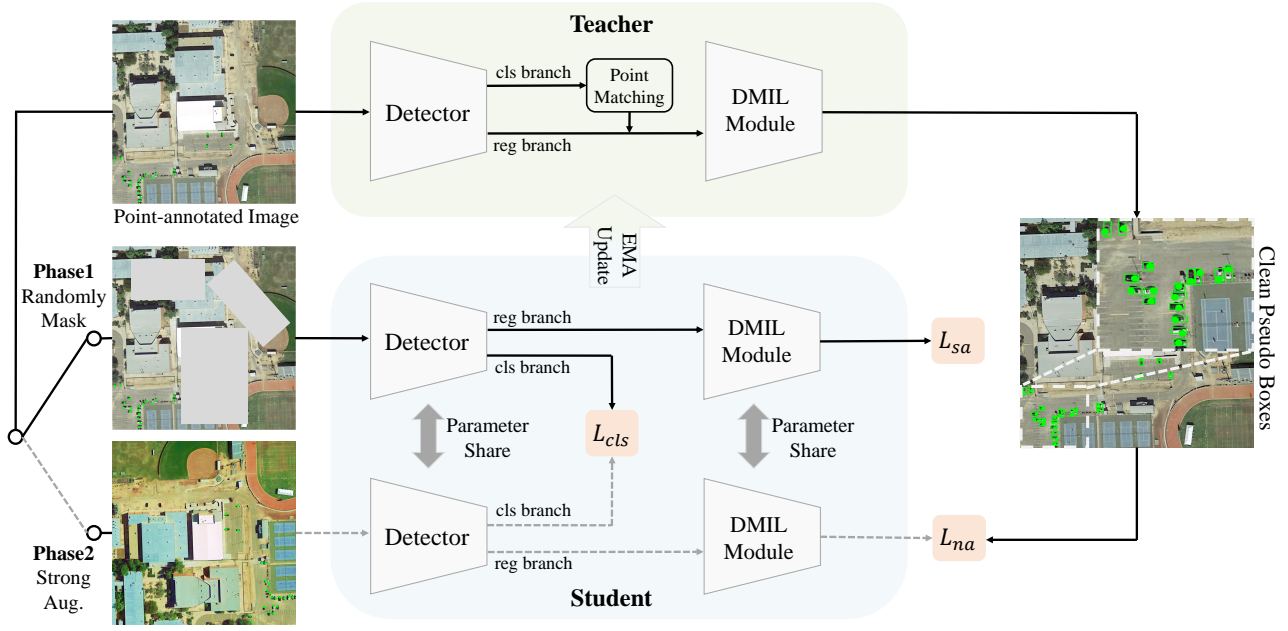 Teacher
Detector
cls branch
Point
Matching
reg branch
DMIL
Module
Point-annotated Image
EMA
Update
Phase1
Randomly
Mask
Detector
reg branch
cls branch
DMIL
Module
L_sa
Clean Pseudo Boxes
Parameter
Share
L_cls
Parameter
Share
Phase2
Strong
Aug.
Detector
cls branch
reg branch
DMIL
Module
L_na
Student